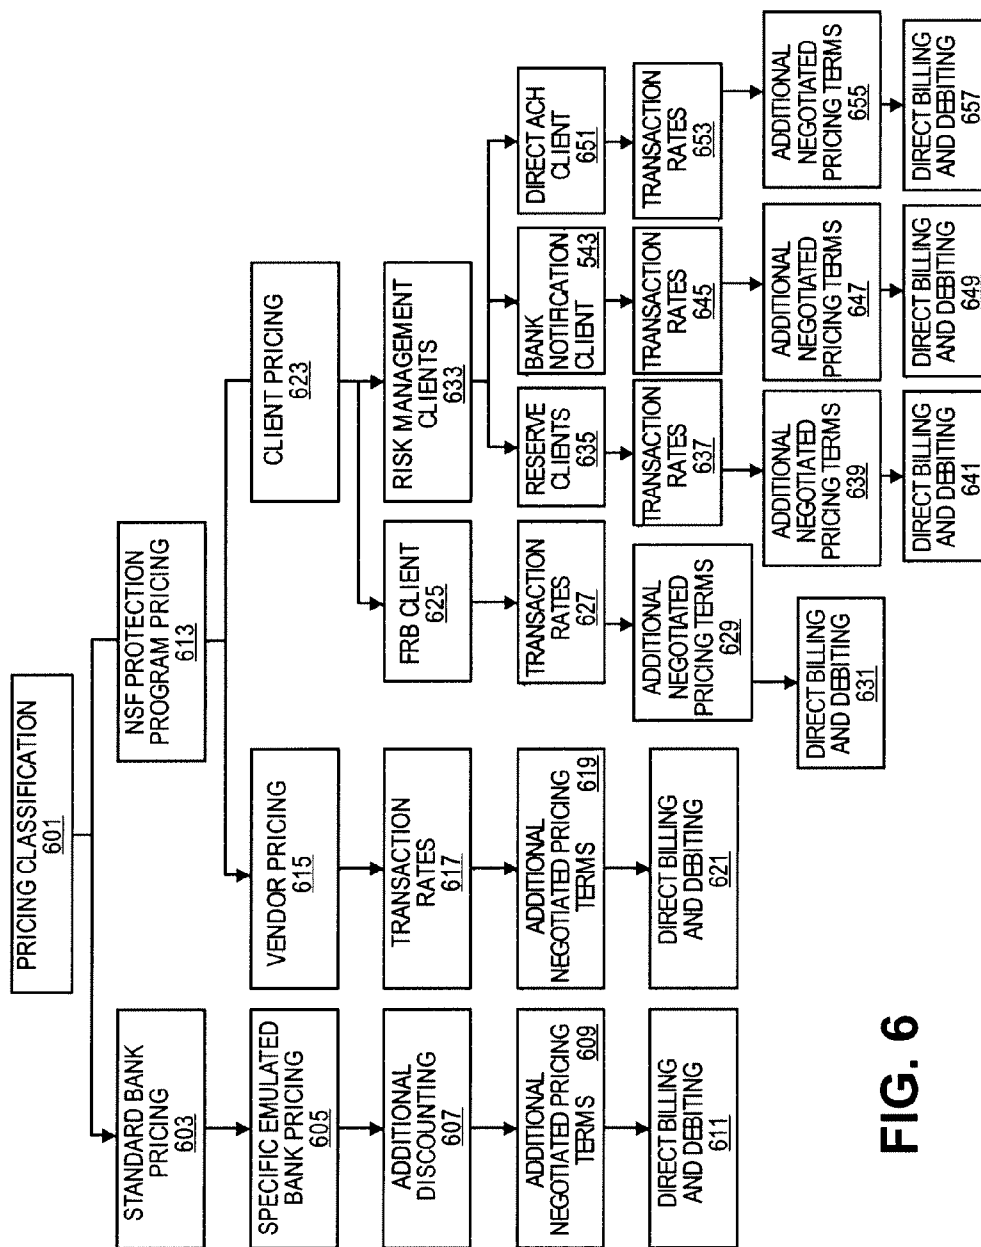 PRICING CLASSIFICATION
601
STANDARD BANK
PRICING
603
NSF PROTECTION
PROGRAM PRICING
613
SPECIFIC EMULATED
BANK PRICING
605
VENDOR PRICING
615
CLIENT PRICING
623
ADDITIONAL
DISCOUNTING
607
TRANSACTION
RATES
617
FRB CLIENT
625
RISK MANAGEMENT
CLIENTS
633
ADDITIONAL
NEGOTIATED PRICING
TERMS 609
ADDITIONAL
NEGOTIATED PRICING
TERMS 619
TRANSACTION
RATES
627
RESERVE
CLIENTS
635
BANK
NOTIFICATION
CLIENT 543
DIRECT ACH
CLIENT
651
DIRECT BILLING
AND DEBITING
611
DIRECT BILLING
AND DEBITING
621
ADDITIONAL
NEGOTIATED
PRICING TERMS
629
TRANSACTION
RATES
637
TRANSACTION
RATES
645
TRANSACTION
RATES
653
DIRECT BILLING
AND DEBITING
631
ADDITIONAL
NEGOTIATED
PRICING TERMS
639
ADDITIONAL
NEGOTIATED
PRICING TERMS
647
ADDITIONAL
NEGOTIATED
PRICING TERMS
655
DIRECT BILLING
AND DEBITING
641
DIRECT BILLING
AND DEBITING
649
DIRECT BILLING
AND DEBITING
657
FIG. 6